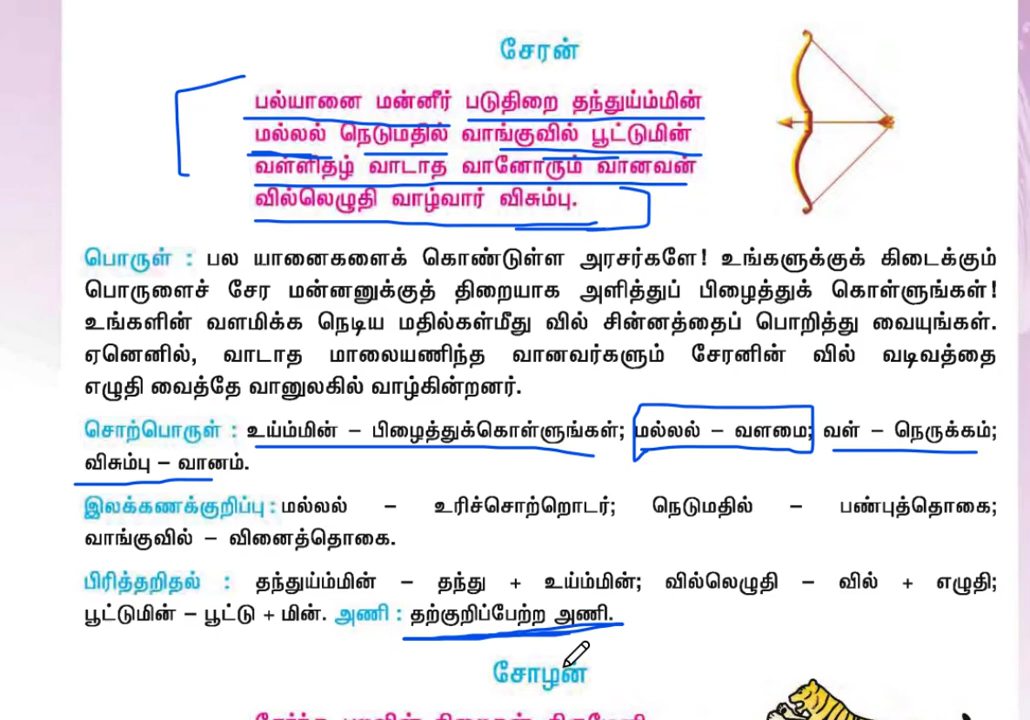 சேரன்
பல்யானை மன்னீர் படுதிறை தந்துய்ம்மின்
மல்லல் நெடுமதில் வாங்குவில் பூட்டுமின்
வள்ளிதழ் வாடாத வானோரும் வானவன்
வில்லெழுதி வாழ்வார் விசும்பு.
பொருள் : பல யானைகளைக் கொண்டுள்ள அரசர்களே! உங்களுக்குக் கிடைக்கும்
பொருளைச் சேர மன்னனுக்குத் திறையாக அளித்துப் பிழைத்துக் கொள்ளுங்கள்!
உங்களின் வளமிக்க நெடிய மதில்கள்மீது வில் சின்னத்தைப் பொறித்து வையுங்கள்.
ஏனெனில், வாடாத மாலையணிந்த வானவர்களும் சேரனின் வில் வடிவத்தை
எழுதி வைத்தே வானுலகில் வாழ்கின்றனர்.
சொற்பொருள் : உய்ம்மின் – பிழைத்துக்கொள்ளுங்கள்; மல்லல் – வளமை; வள் – நெருக்கம்;
விசும்பு – வானம்.
இலக்கணக்குறிப்பு : மல்லல் – உரிச்சொற்றொடர்; நெடுமதில் – பண்புத்தொகை;
வாங்குவில் – வினைத்தொகை.
பிரித்தறிதல் : தந்துய்ம்மின் – தந்து + உய்ம்மின்; வில்லெழுதி – வில் + எழுதி;
பூட்டுமின் – பூட்டு + மின். அணி : தற்குறிப்பேற்ற அணி.
சோழன்